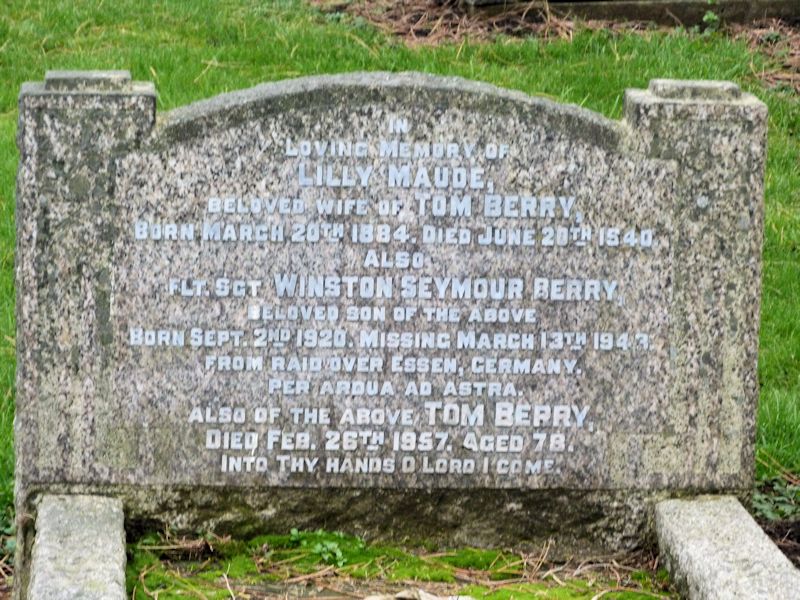 IN
LOVING MEMORY OF
LILLY MAUDE,
BELOVED WIFE OF TOM BERRY,
BORN MARCH 20TH 1884. DIED JUNE 20TH 1940.
ALSO
FLT. SGT WINSTON SEYMOUR BERRY,
BELOVED SON OF THE ABOVE
BORN SEPT. 2ND 1920. MISSING MARCH 13TH 1943.
FROM RAID OVER ESSEN, GERMANY.
PER ARDUA AD ASTRA.
ALSO OF THE ABOVE TOM BERRY,
DIED FEB. 26TH 1957, AGED 78.
INTO THY HANDS O LORD I COME.